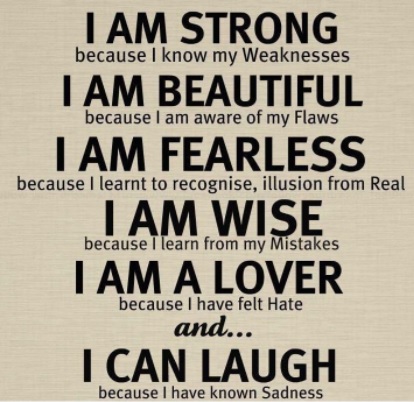 I AM STRONG
because I know my Weaknesses
I AM BEAUTIFUL
because I am aware of my Flaws
I AM FEARLESS
because I learnt to recognise, illusion from Real
I AM WISE
because I learn from my Mistakes
I AM A LOVER
because I have felt Hate
and...
I CAN LAUGH
because I have known Sadness